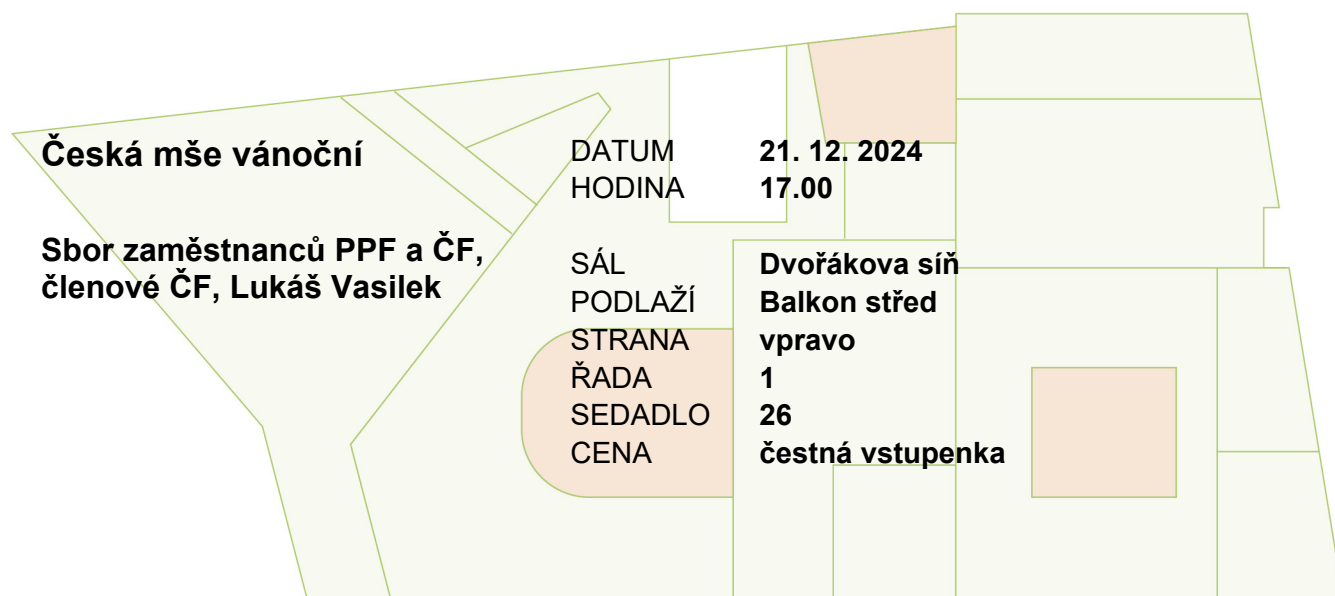 Česká mše vánoční
Sbor zaměstnanců PPF a ČF,
členové ČF, Lukáš Vasilek
DATUM 21. 12. 2024
HODINA 17.00
SÁL Dvořákova síň
PODLAŽÍ Balkon střed
STRANA vpravo
ŘADA 1
SEDADLO 26
CENA čestná vstupenka